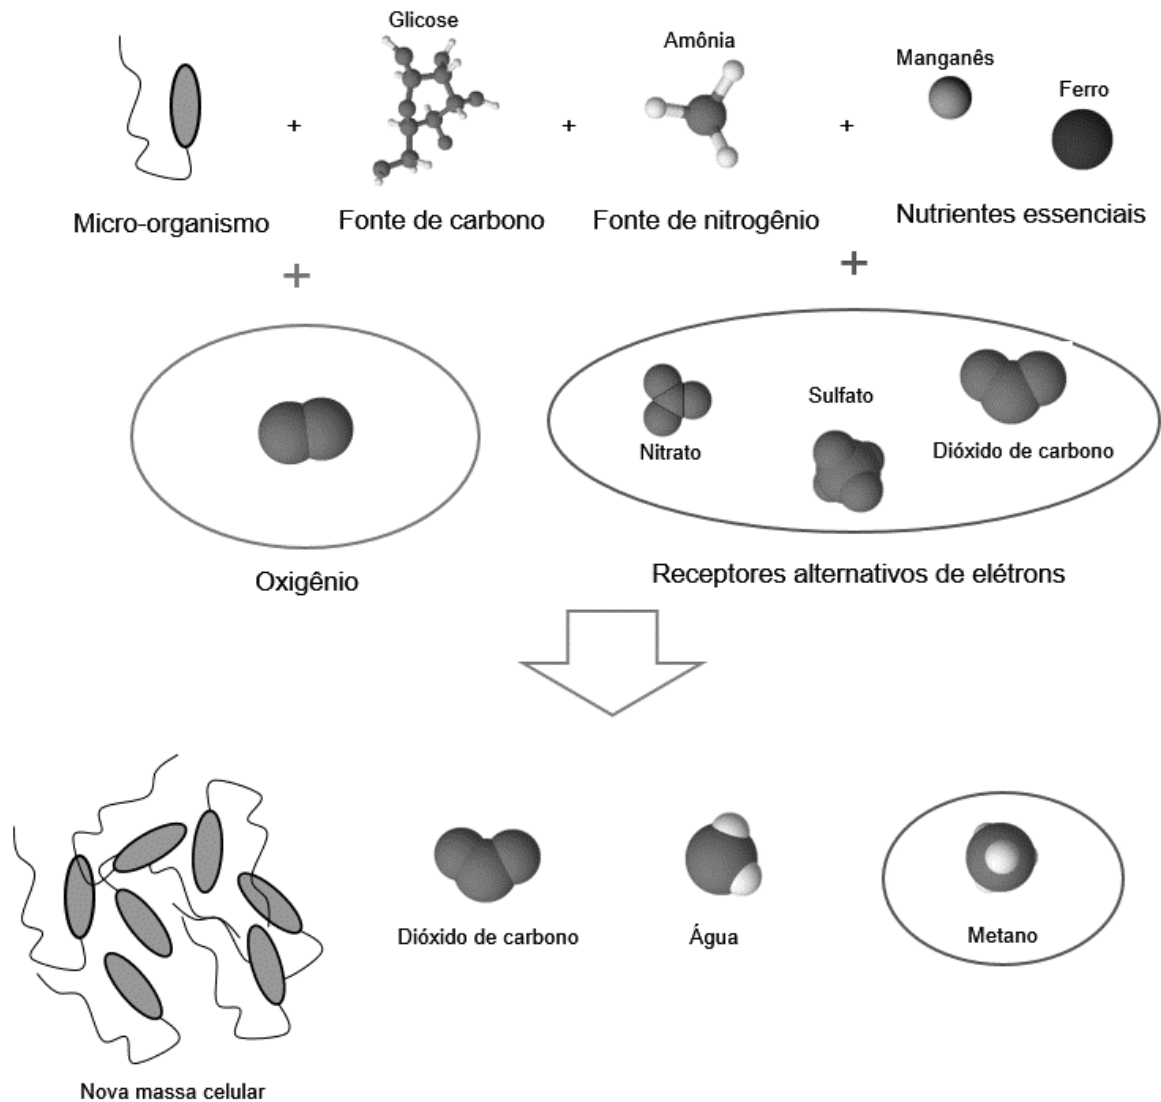 Glicose
Amônia
Manganês
Ferro
+
+
+
Micro-organismo
Fonte de carbono
Fonte de nitrogênio
Nutrientes essenciais
+
+
Nitrato
Sulfato
Dióxido de carbono
Oxigênio
Receptores alternativos de elétrons
Dióxido de carbono
Água
Metano
Nova massa celular